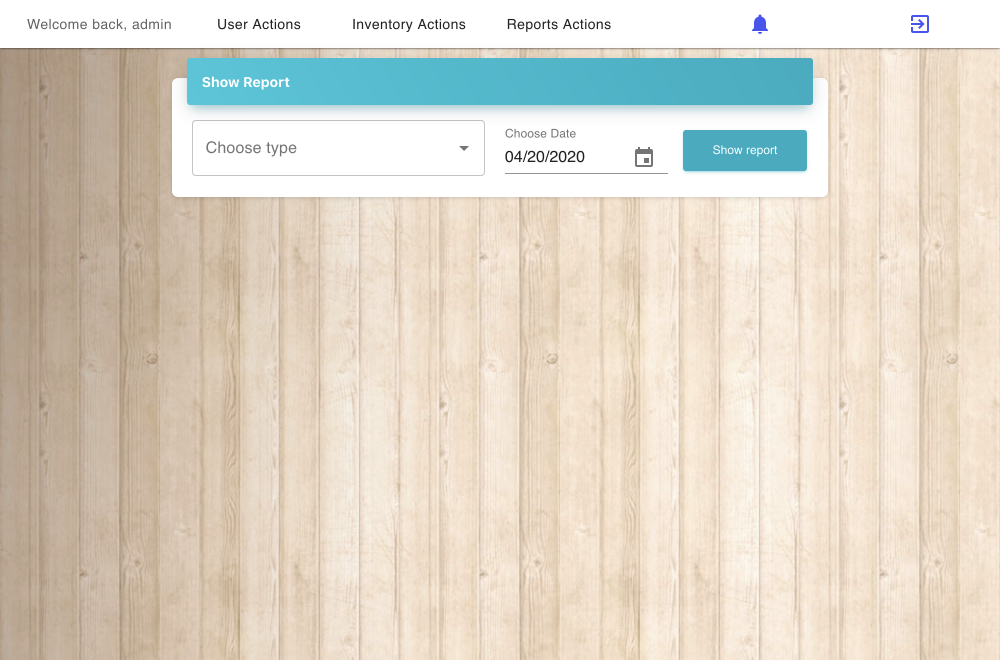 Welcome back, admin
User Actions
Inventory Actions
Reports Actions
Show Report
Choose type
Choose Date
04/20/2020
Show report